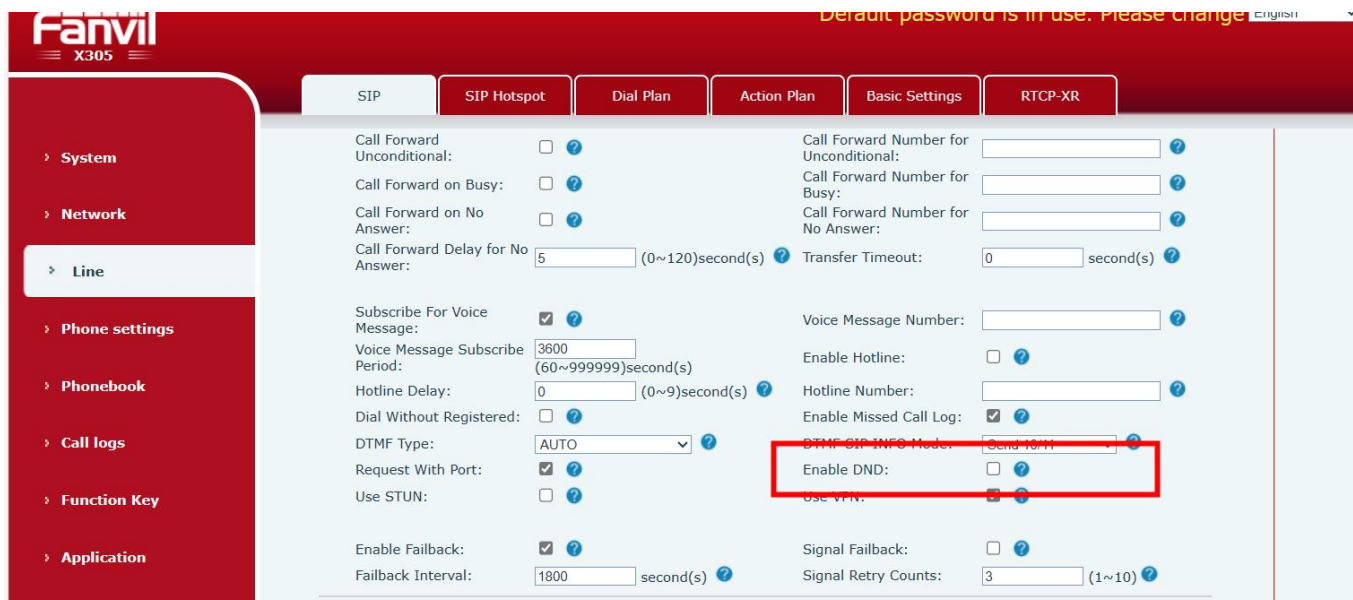 Default password is in use. Please change English
Fanvil
X305
SIP SIP Hotspot Dial Plan Action Plan Basic Settings RTCP-XR
System
Network
Line
Phone settings
Phonebook
Call logs
Function Key
Application
Call Forward
Unconditional:
Call Forward Number for
Unconditional:
Call Forward on Busy:
Call Forward Number for
Busy:
Call Forward on No
Answer:
Call Forward Number for
No Answer:
Call Forward Delay for No
Answer:
5 (0~120)second(s)
Transfer Timeout: 0 second(s)
Subscribe For Voice
Message:
Voice Message Number:
Voice Message Subscribe
Period:
3600
(60~999999)second(s)
Enable Hotline:
Hotline Delay: 0 (0~9)second(s)
Hotline Number:
Dial Without Registered:
Enable Missed Call Log:
DTMF Type: AUTO
DTMF SIP INFO Mode: Send 10/11
Request With Port:
Enable DND:
Use STUN:
Use VPN:
Enable Failback:
Signal Failback:
Failback Interval: 1800 second(s)
Signal Retry Counts: 3 (1~10)